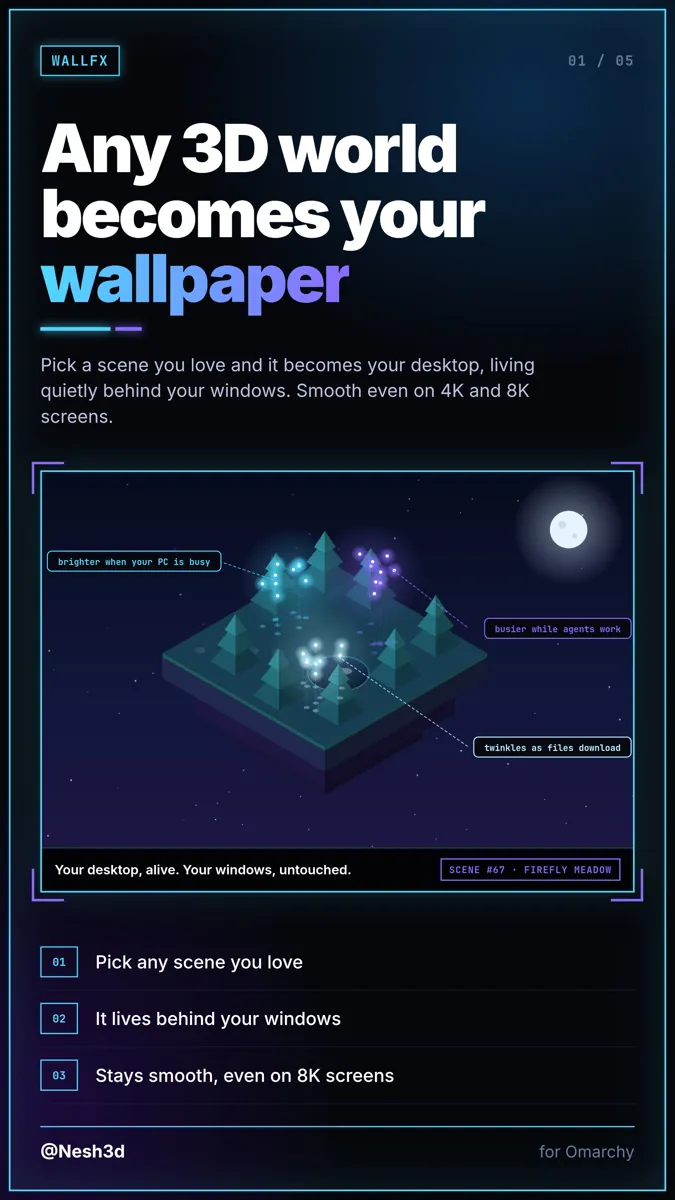 WALLFX
01 / 05
Any 3D world
becomes your
wallpaper
Pick a scene you love and it becomes your desktop, living
quietly behind your windows. Smooth even on 4K and 8K
screens.
brighter when your PC is busy
busier while agents work
twinkles as files download
Your desktop, alive. Your windows, untouched.
SCENE #67 · FIREFLY MEADOW
01
Pick any scene you love
02
It lives behind your windows
03
Stays smooth, even on 8K screens
@Nesh3d
for Omarchy